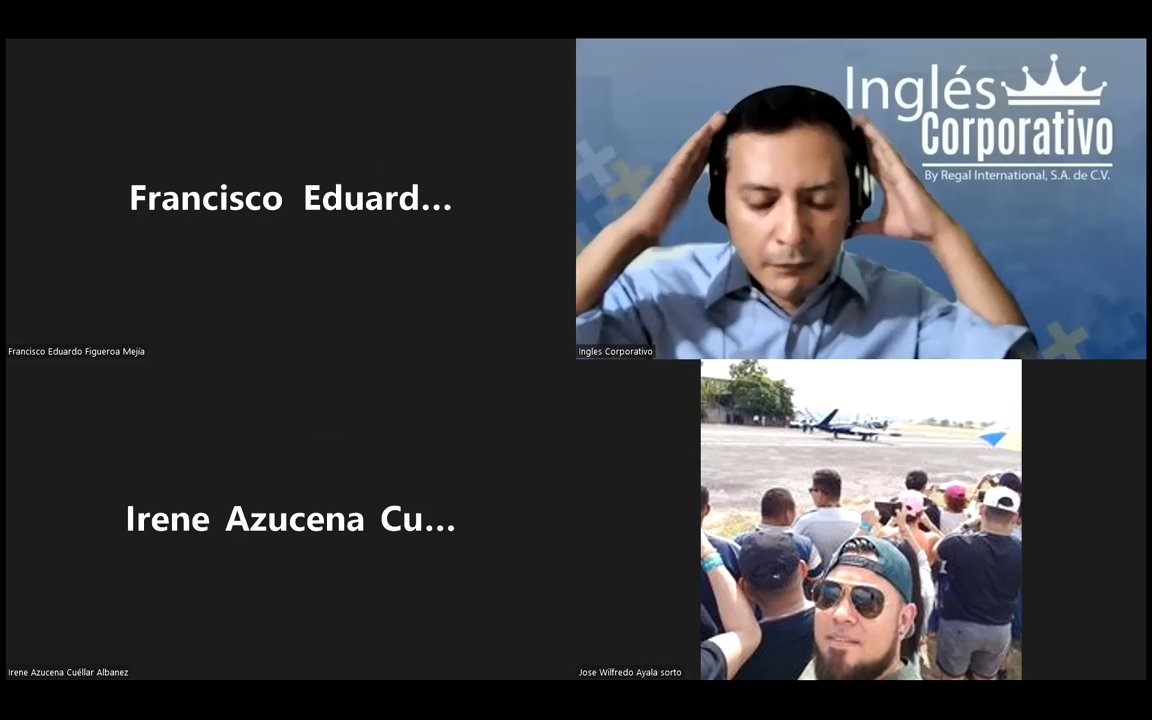 Francisco Eduard...
Francisco Eduardo Figueroa Mejía
Inglés
Corporativo
By Regal International, S.A. de C.V.
Ingles Corporativo
Irene Azucena Cu...
Irene Azucena Cuéllar Albanez
Jose Wilfredo Ayala sorto